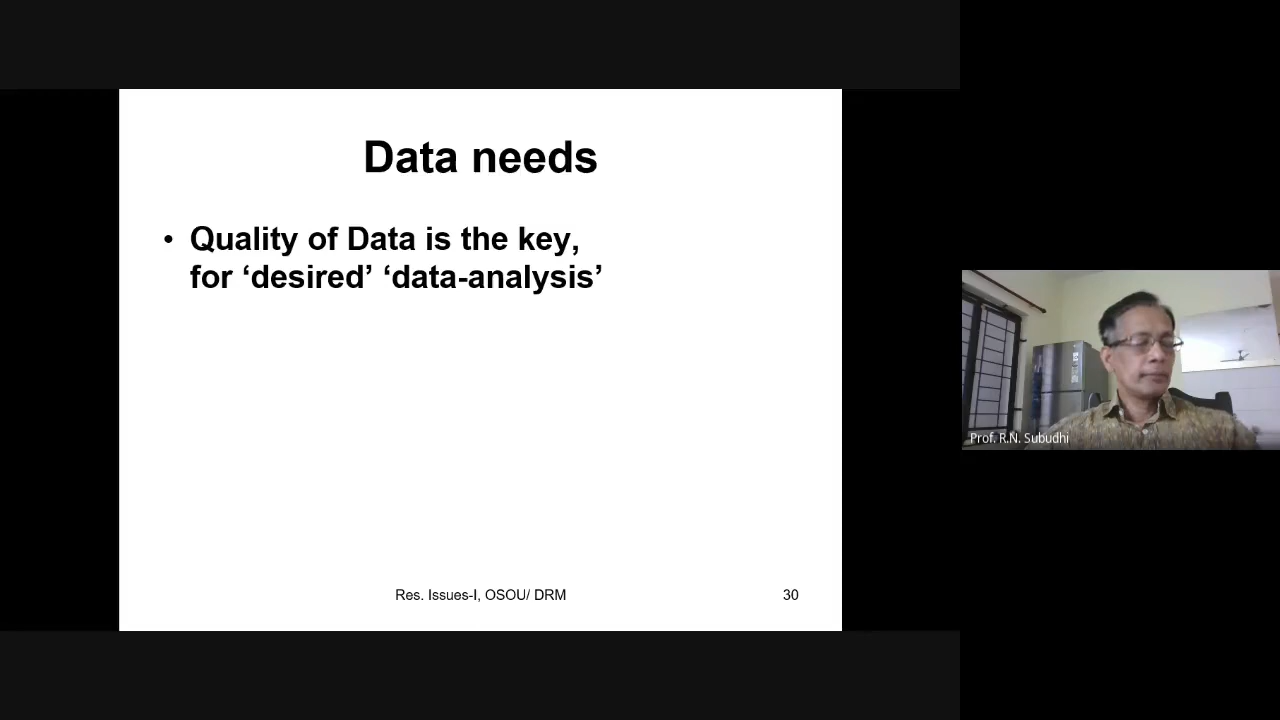 Data needs
• Quality of Data is the key,
for ‘desired’ ‘data-analysis’
Res. Issues-I, OSOU/ DRM
30
Prof. R.N. Subudhi